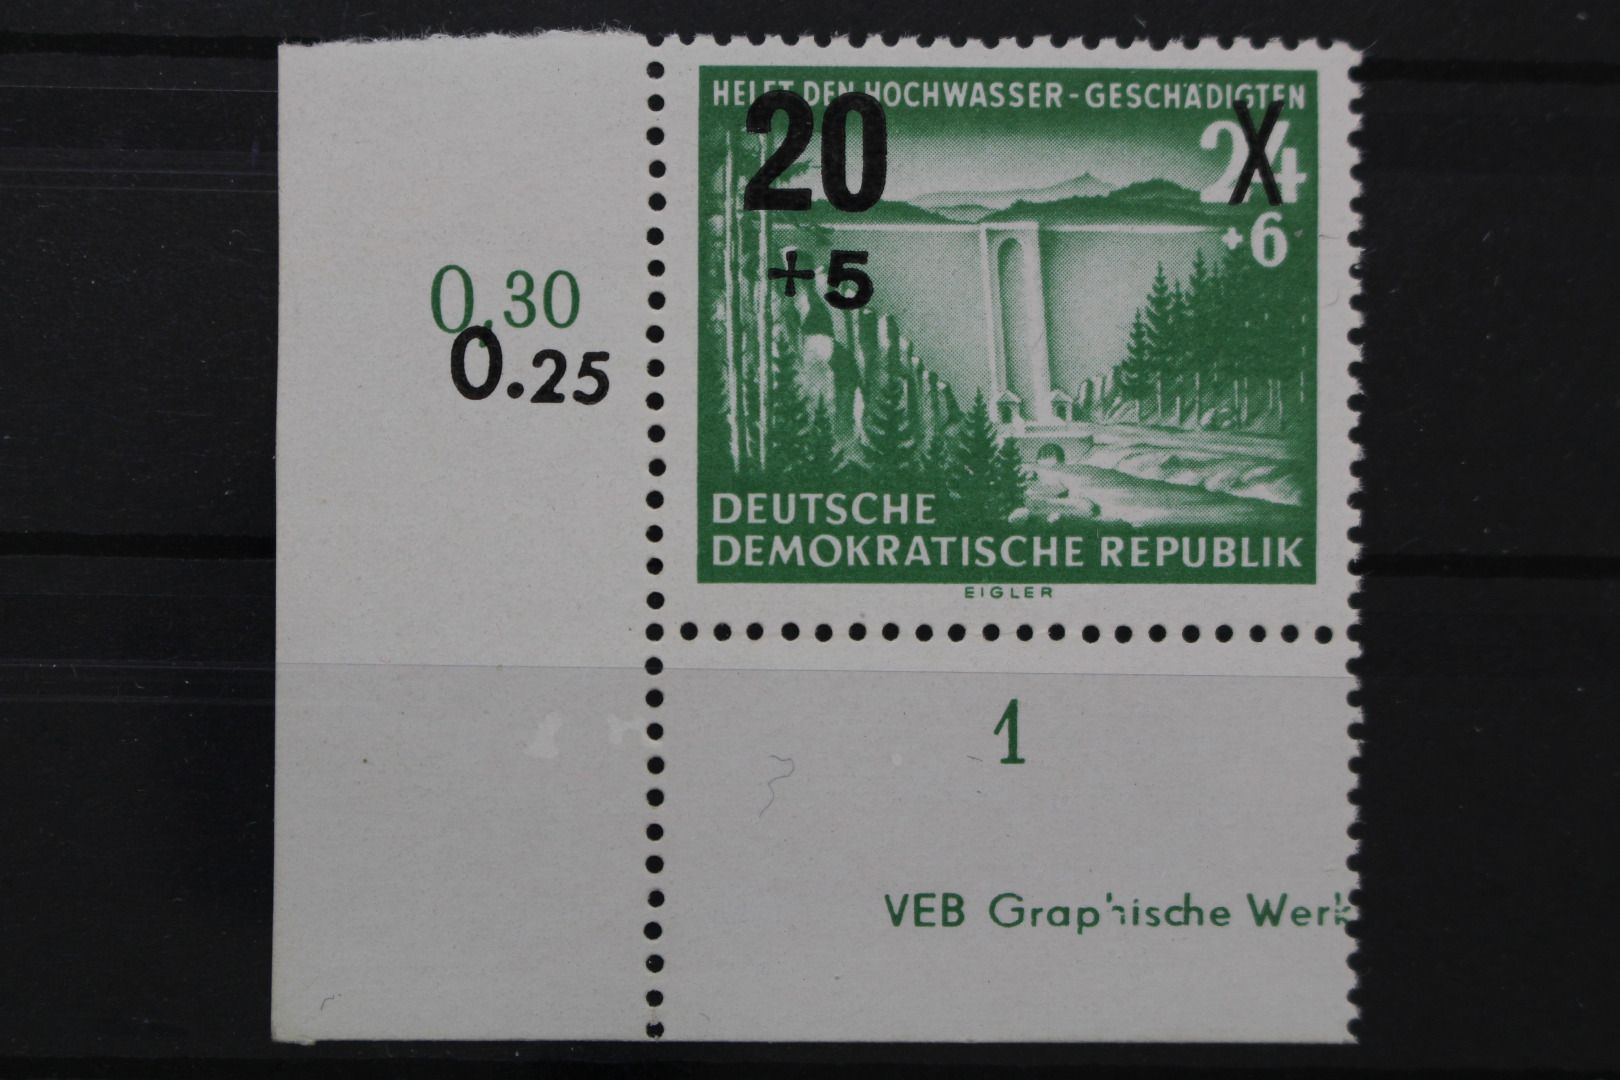 HELFT DEN HOCHWASSER-GESCHÄDIGTEN
20 X 24
+5 +6
0,30
0.25
DEUTSCHE
DEMOKRATISCHE REPUBLIK
EIGLER
1
VEB Graphische Werk